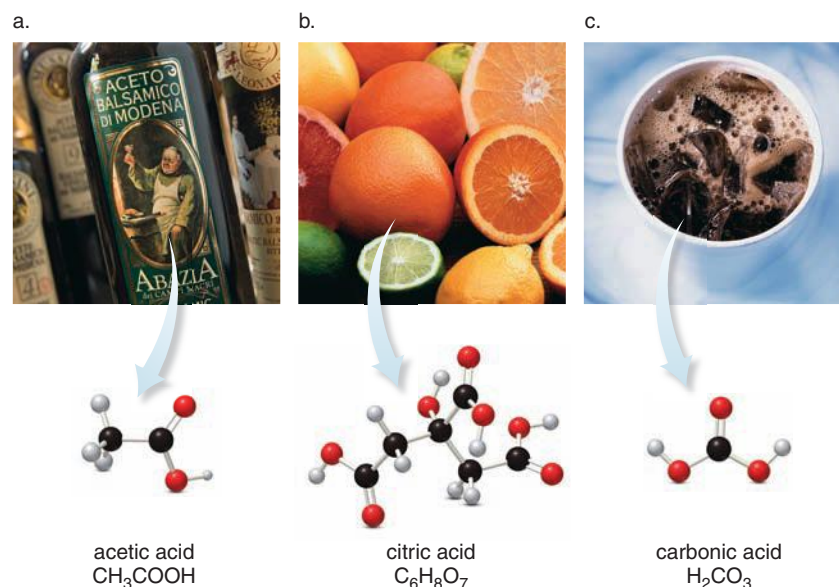 a.
b.
c.
ACETO
BALSAMICO
DI MODENA
ABAZIA
acetic acid
CH₃COOH
citric acid
C₆H₈O₇
carbonic acid
H₂CO₃